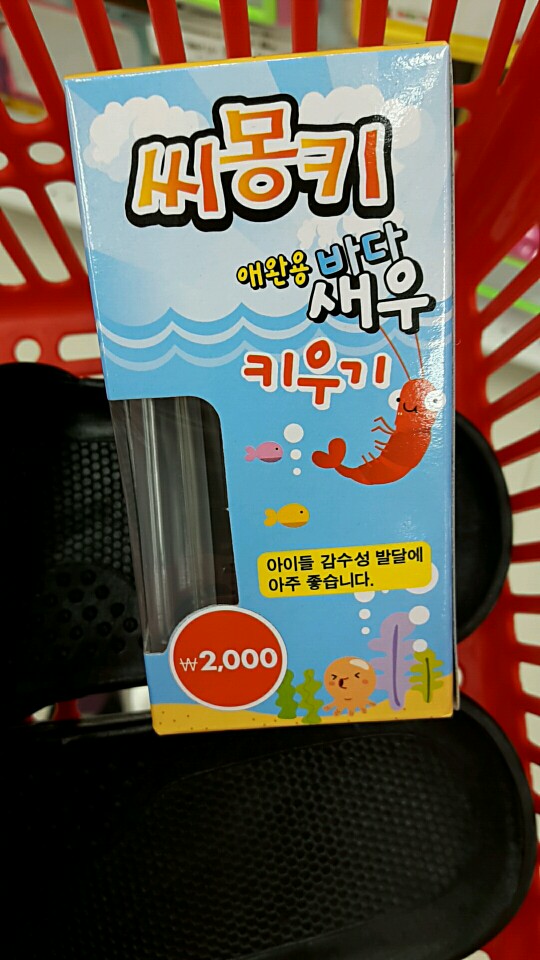 씨몽키
애완용 바다
새우
키우기
아이들 감수성 발달에
아주 좋습니다.
₩2,000